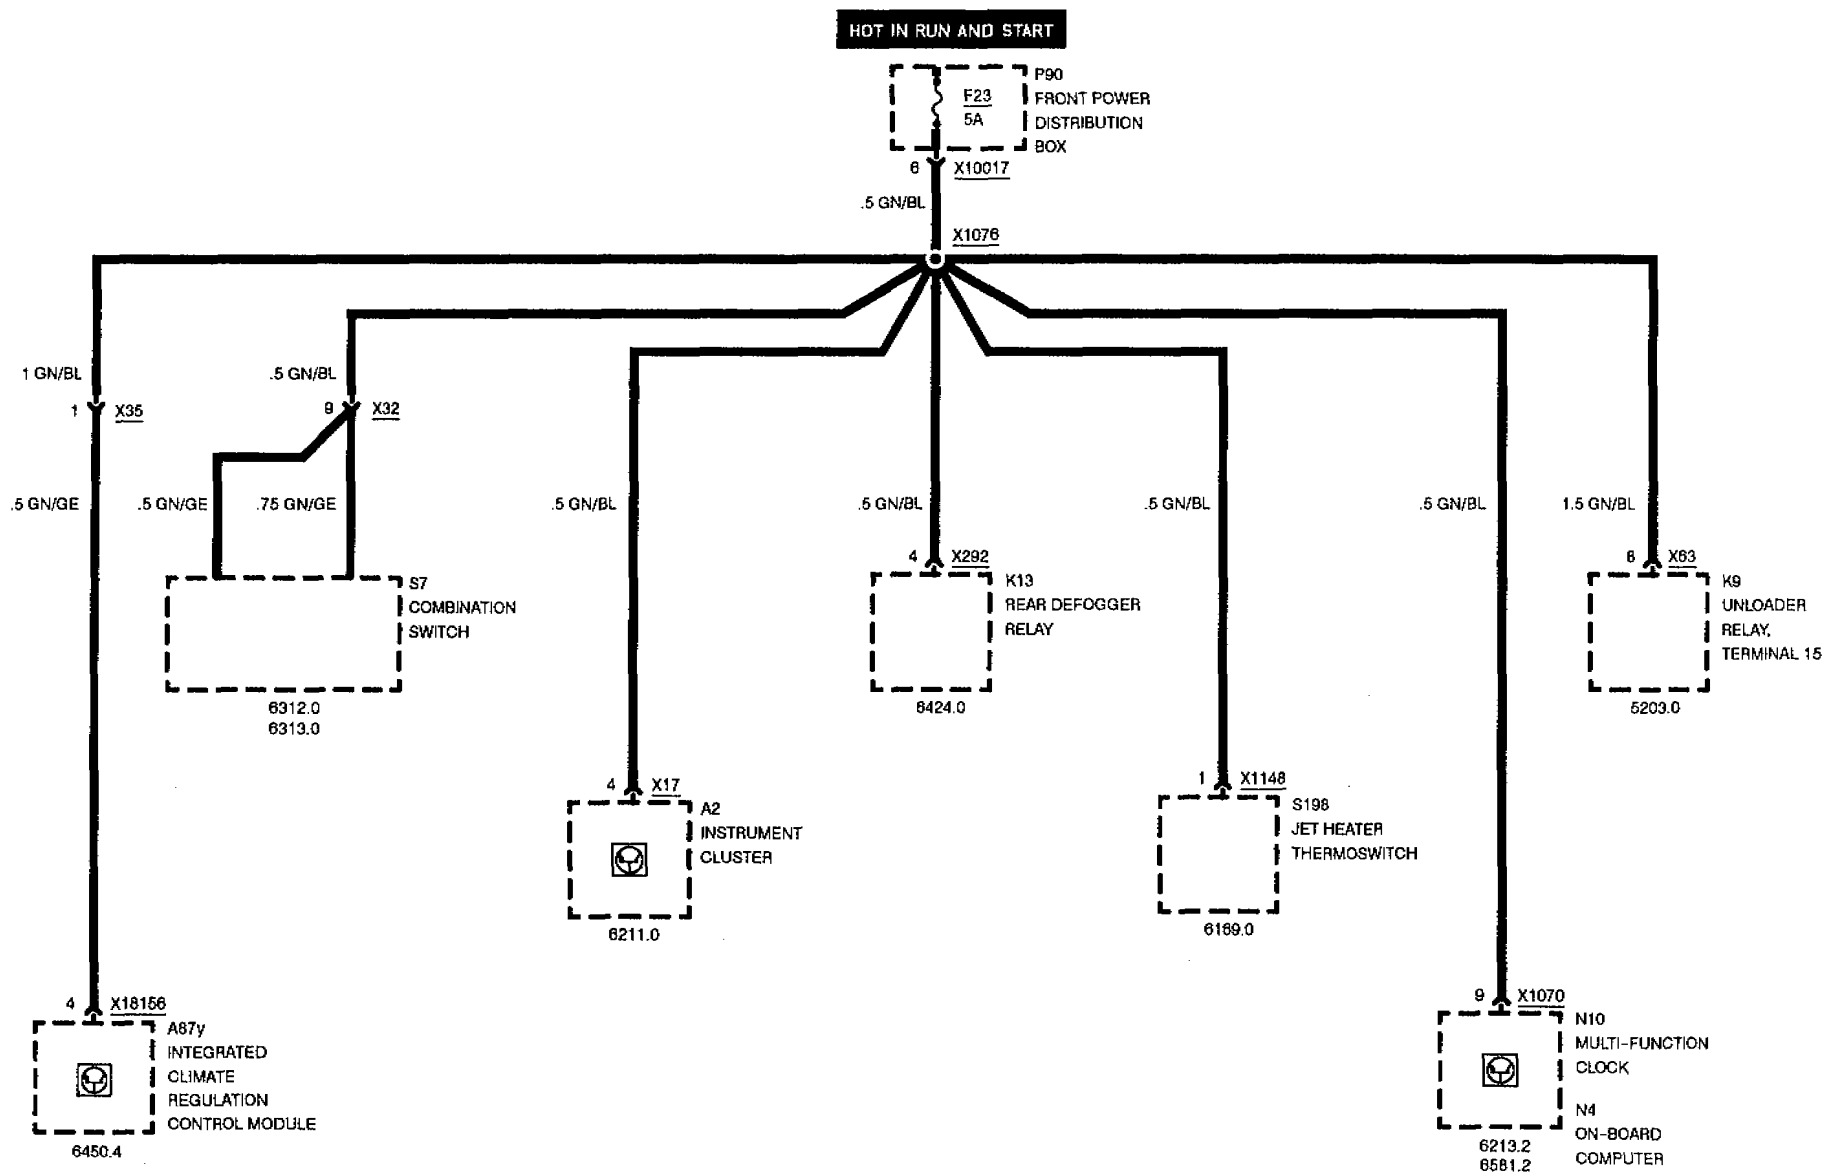 HOT IN RUN AND START
P90
FRONT POWER
DISTRIBUTION
BOX
F23
5A
6 X10017
.5 GN/BL
X1076
1 GN/BL
.5 GN/BL
1 X35
9 X32
.5 GN/GE
.5 GN/GE
.75 GN/GE
.5 GN/BL
.5 GN/BL
.5 GN/BL
.5 GN/BL
1.5 GN/BL
4 X292
6 X63
S7
COMBINATION
SWITCH
6312.0
6313.0
K13
REAR DEFOGGER
RELAY
6424.0
K9
UNLOADER
RELAY,
TERMINAL 15
5203.0
4 X17
A2
INSTRUMENT
CLUSTER
6211.0
1 X1148
S198
JET HEATER
THERMOSWITCH
6169.0
4 X18156
A67y
INTEGRATED
CLIMATE
REGULATION
CONTROL MODULE
6450.4
9 X1070
N10
MULTI-FUNCTION
CLOCK
N4
ON-BOARD
COMPUTER
6213.2
6581.2